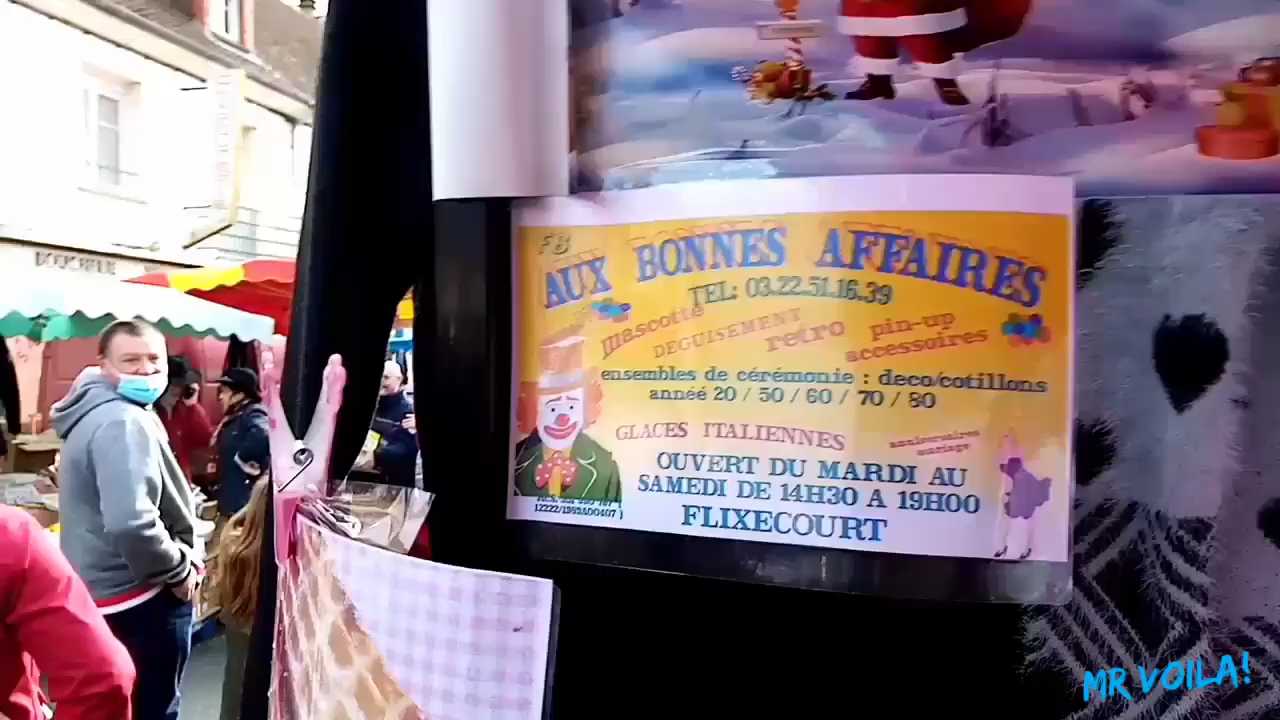 BOUCHERIE
FB
AUX BONNES AFFAIRES
TEL: 03.22.51.16.39
mascotte
DEGUISEMENT
retro
pin-up
accessoires
ensembles de cérémonie : deco/cotillons
annéé 20 / 50 / 60 / 70 / 80
GLACES ITALIENNES
anniversaires
mariage
OUVERT DU MARDI AU
SAMEDI DE 14H30 A 19H00
FLIXECOURT
MR VOILA!